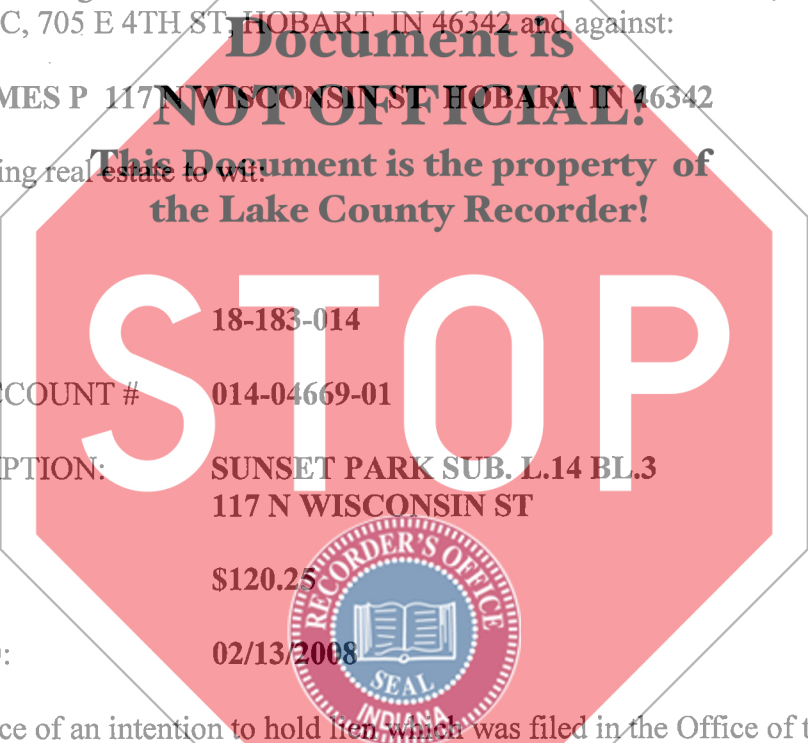 C, 705 E 4TH ST, HOBART IN 46342 and against:
Document is
MES P 117 N WISCONSIN ST HOBART IN 46342
NOT OFFICIAL!
ing real estate to wit:
This Document is the property of
the Lake County Recorder!
STOP
18-183-014
CCOUNT # 014-04669-01
PTION: SUNSET PARK SUB. L.14 BL.3
117 N WISCONSIN ST
$120.25
RECORDER'S OFFICE
02/13/2008
SEAL
INDIANA
ce of an intention to hold lien which was filed in the Office of